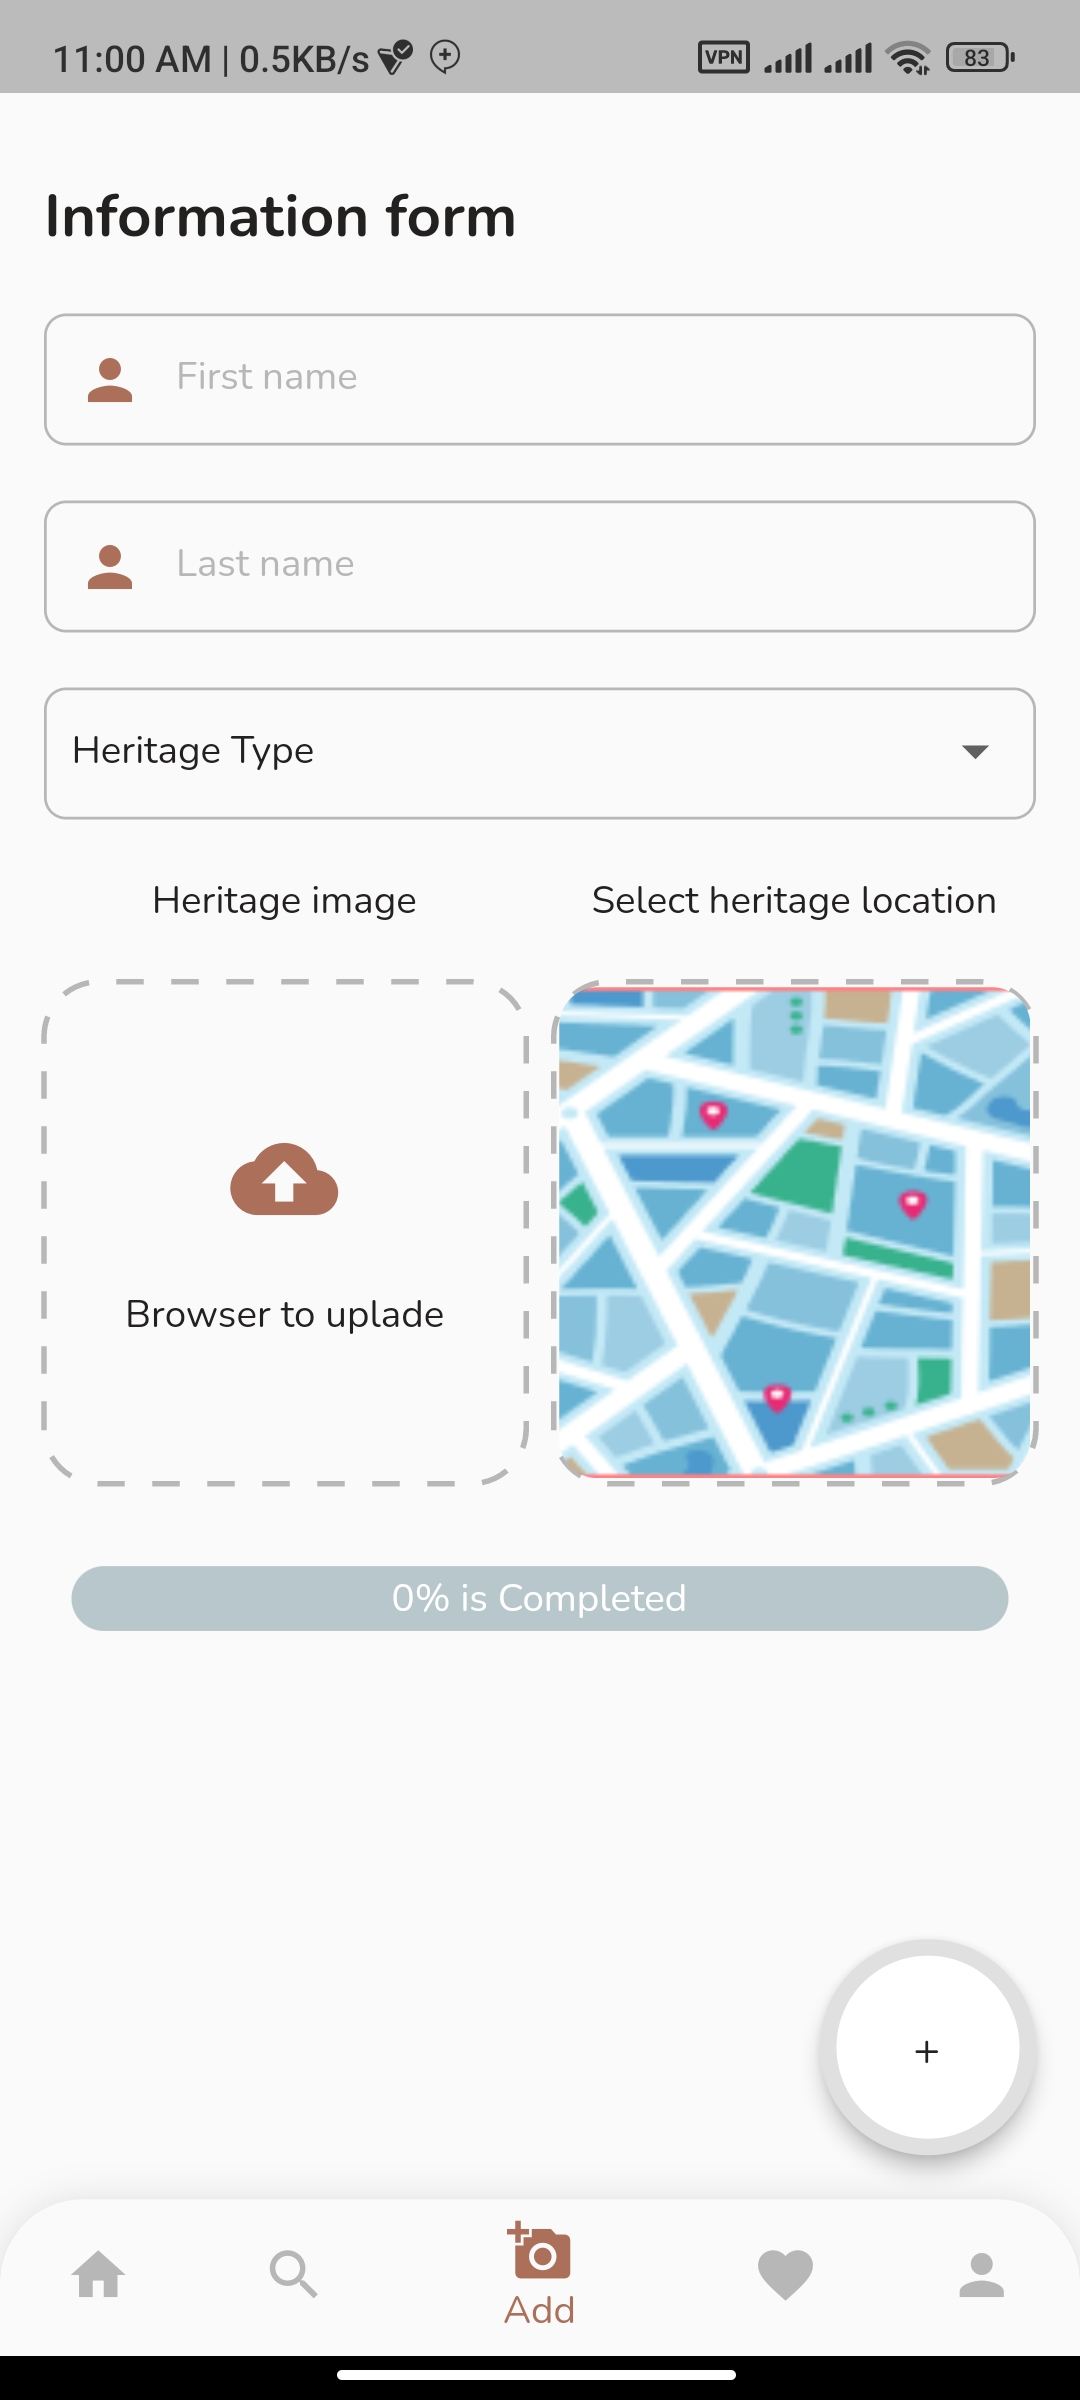 11:00 AM | 0.5KB/s VPN 83
Information form
First name
Last name
Heritage Type
Heritage image Select heritage location
Browser to uplade
0% is Completed
+
Add